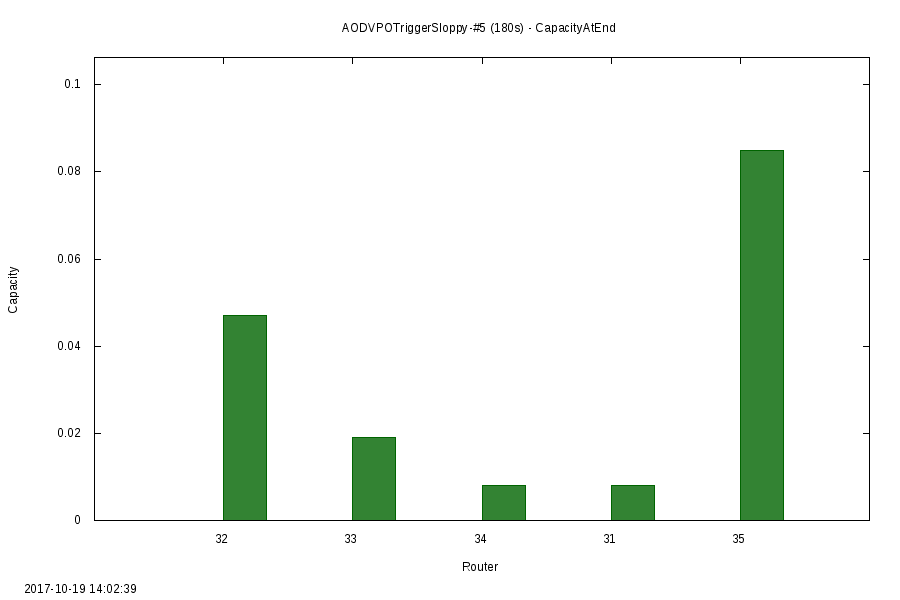 AODVPOTriggerSloppy-#5 (180s) - CapacityAtEnd
0.1
0.08
0.06
0.04
0.02
0
Capacity
32 33 34 31 35
Router
2017-10-19 14:02:39